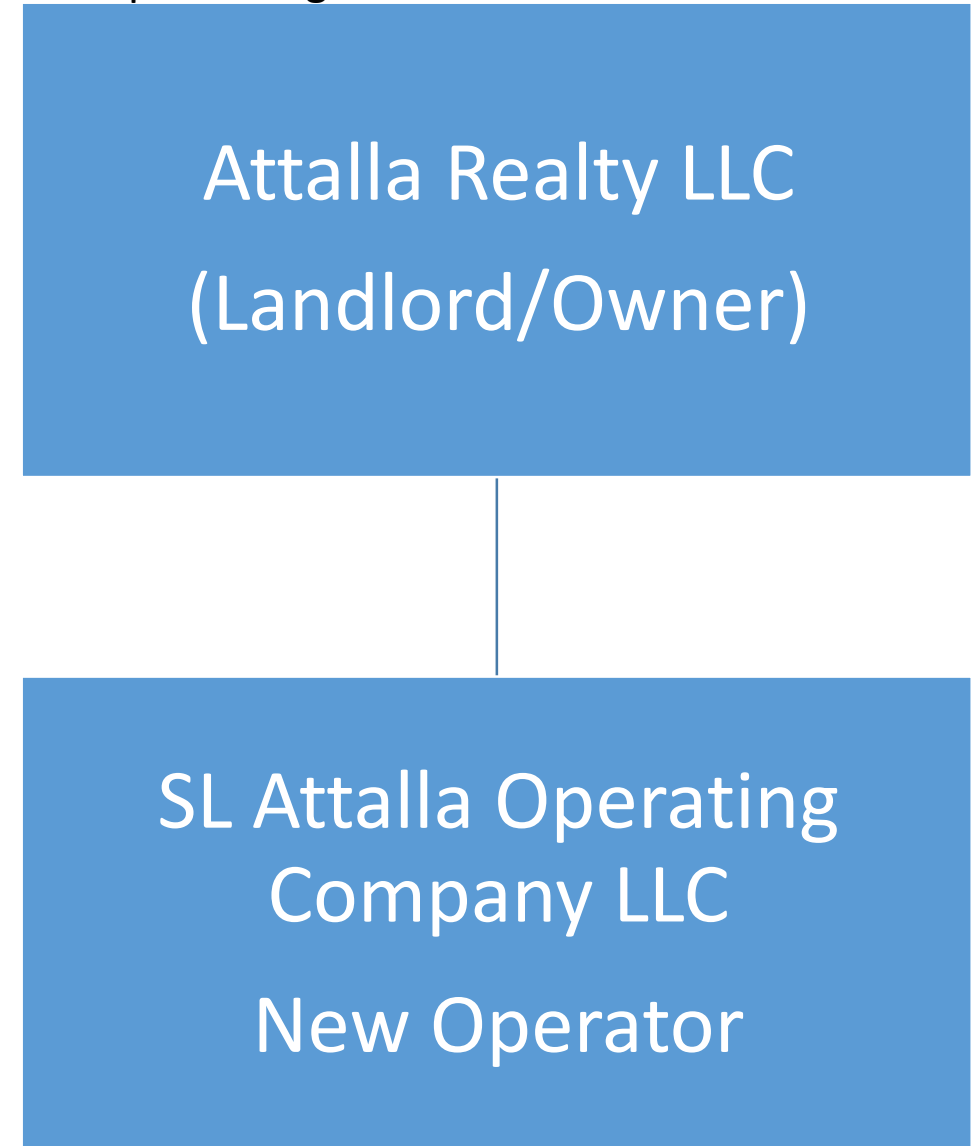 Attalla Realty LLC
(Landlord/Owner)
SL Attalla Operating
Company LLC
New Operator